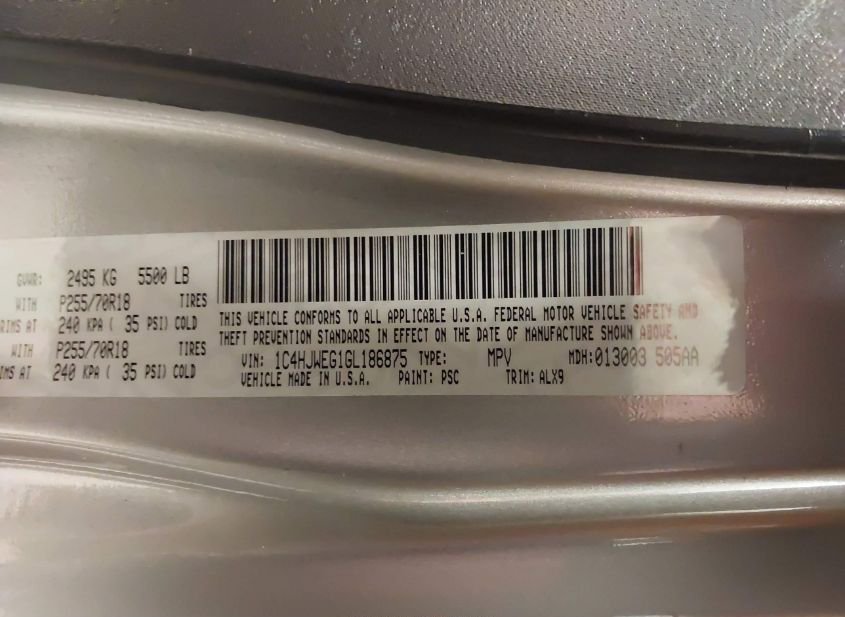 GVWR: 2495 KG 5500 LB
WITH P255/70R18 TIRES
RIMS AT 240 KPA ( 35 PSI) COLD
WITH P255/70R18 TIRES
IMS AT 240 KPA ( 35 PSI) COLD
THIS VEHICLE CONFORMS TO ALL APPLICABLE U.S.A. FEDERAL MOTOR VEHICLE SAFETY AND
THEFT PREVENTION STANDARDS IN EFFECT ON THE DATE OF MANUFACTURE SHOWN ABOVE.
VIN: 1C4HJWEG1GL186875 TYPE: MPV MDH:013003 505AA
VEHICLE MADE IN U.S.A. PAINT: PSC TRIM: ALX9